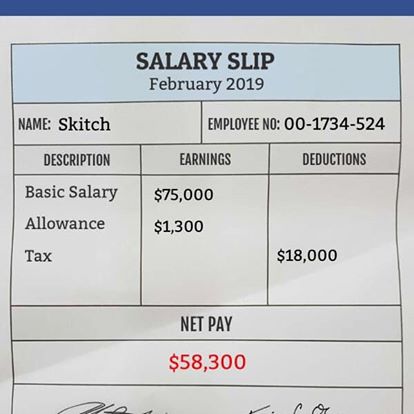 SALARY SLIP
February 2019
NAME: Skitch EMPLOYEE NO: 00-1734-524
DESCRIPTION EARNINGS DEDUCTIONS
Basic Salary $75,000
Allowance $1,300
Tax $18,000
NET PAY
$58,300